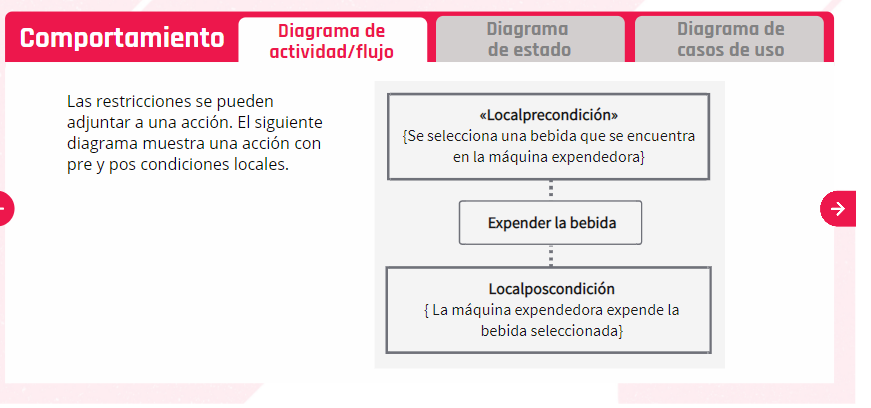 Comportamiento
Diagrama de
actividad/flujo
Diagrama
de estado
Diagrama de
casos de uso
Las restricciones se pueden
adjuntar a una acción. El siguiente
diagrama muestra una acción con
pre y pos condiciones locales.
«Localprecondición»
{Se selecciona una bebida que se encuentra
en la máquina expendedora}
Expender la bebida
Localposcondición
{ La máquina expendedora expende la
bebida seleccionada}